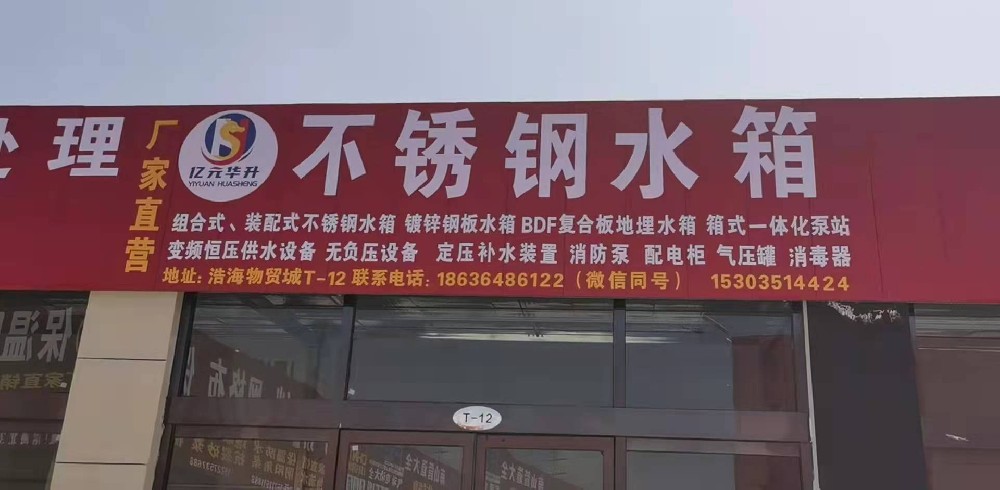 处理
厂家直营
亿元华升
YIYUAN HUASHENG
不锈钢水箱
组合式、装配式不锈钢水箱 镀锌钢板水箱 BDF复合板地埋水箱 箱式一体化泵站
变频恒压供水设备 无负压设备 定压补水装置 消防泵 配电柜 气压罐 消毒器
地址: 浩海物贸城T-12 联系电话: 18636486122（微信同号） 15303514424
T-12
保温